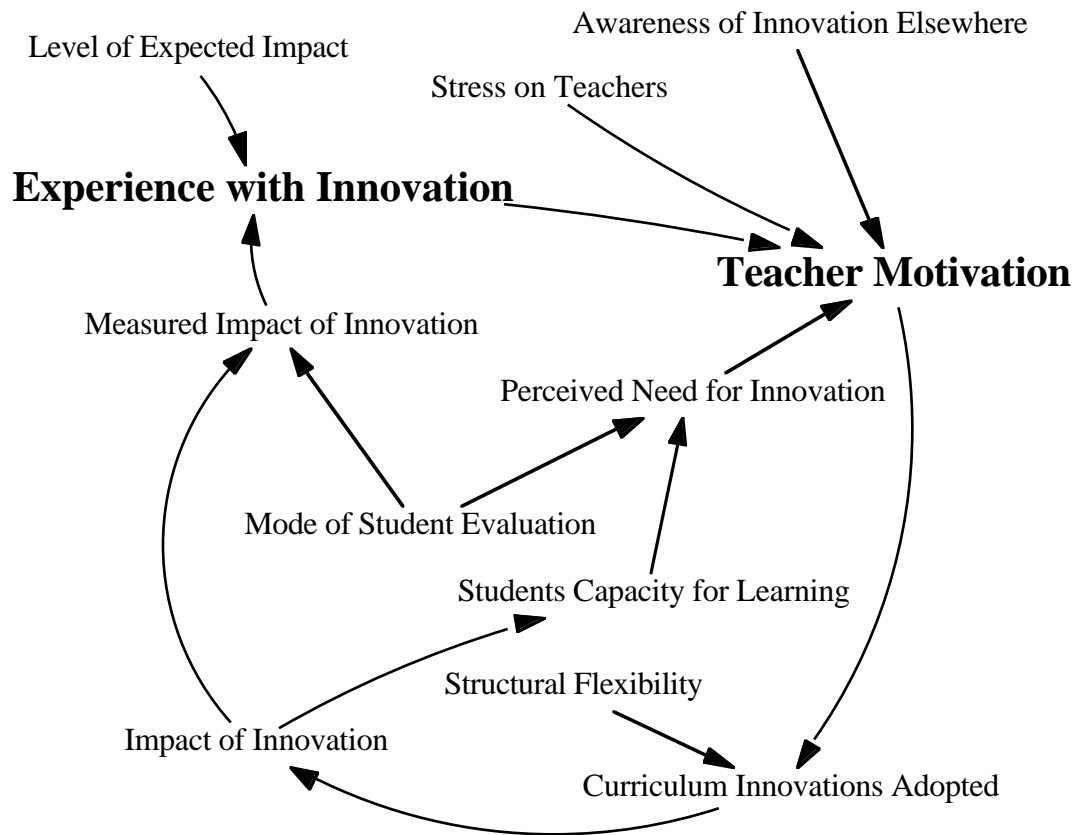 Awareness of Innovation Elsewhere
Level of Expected Impact
Stress on Teachers
Experience with Innovation
Teacher Motivation
Measured Impact of Innovation
Perceived Need for Innovation
Mode of Student Evaluation
Students Capacity for Learning
Structural Flexibility
Impact of Innovation
Curriculum Innovations Adopted